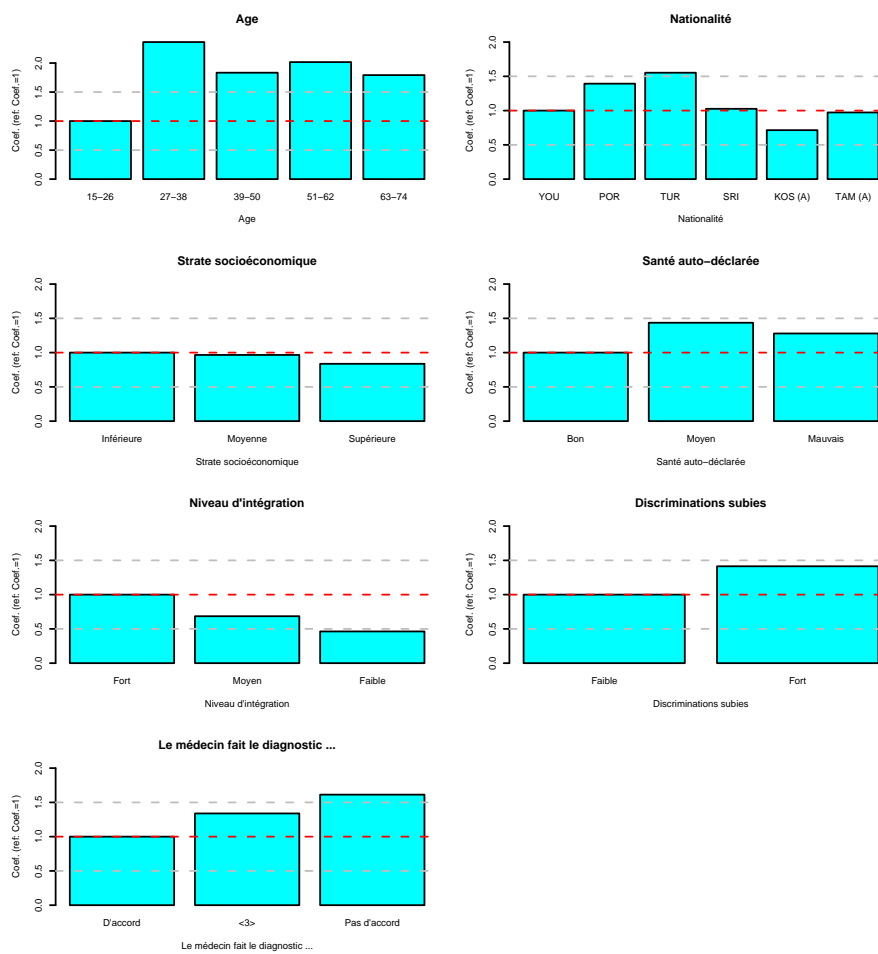 Age
Coef. (ref: Coef.=1)
0.0 0.5 1.0 1.5 2.0
15–26 27–38 39–50 51–62 63–74
Age
Nationalité
Coef. (ref: Coef.=1)
0.0 0.5 1.0 1.5 2.0
YOU POR TUR SRI KOS (A) TAM (A)
Nationalité
Strate socioéconomique
Coef. (ref: Coef.=1)
0.0 0.5 1.0 1.5 2.0
Inférieure Moyenne Supérieure
Strate socioéconomique
Santé auto–déclarée
Coef. (ref: Coef.=1)
0.0 0.5 1.0 1.5 2.0
Bon Moyen Mauvais
Santé auto–déclarée
Niveau d'intégration
Coef. (ref: Coef.=1)
0.0 0.5 1.0 1.5 2.0
Fort Moyen Faible
Niveau d'intégration
Discriminations subies
Coef. (ref: Coef.=1)
0.0 0.5 1.0 1.5 2.0
Faible Fort
Discriminations subies
Le médecin fait le diagnostic ...
Coef. (ref: Coef.=1)
0.0 0.5 1.0 1.5 2.0
D'accord <3> Pas d'accord
Le médecin fait le diagnostic ...